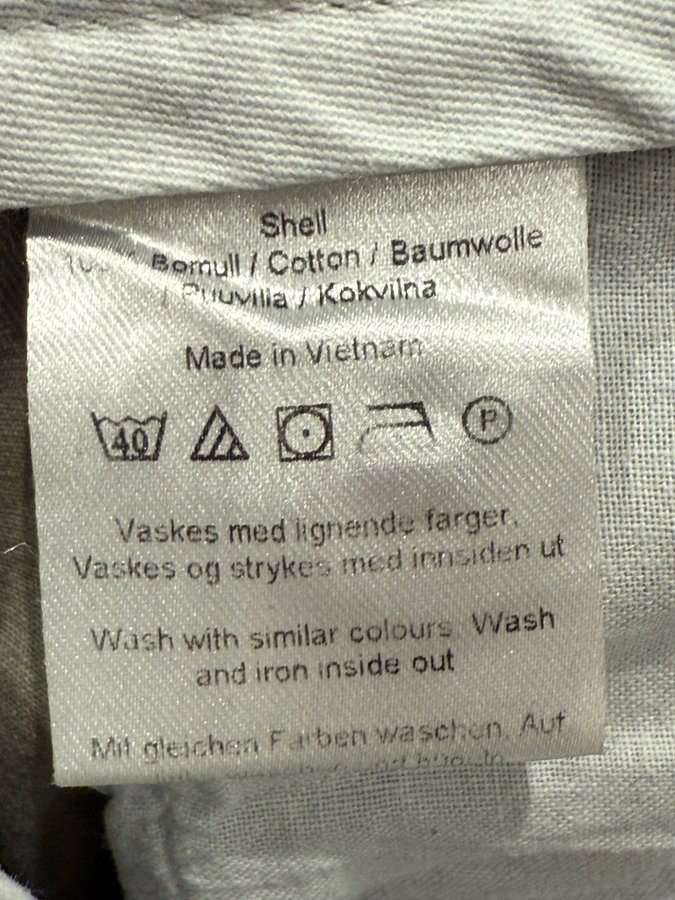 Shell
100% Bomull / Cotton / Baumwolle
/ Puuvilla / Kokvilna
Made in Vietnam
40 P
Vaskes med lignende farger.
Vaskes og strykes med innsiden ut
Wash with similar colours. Wash
and iron inside out
Mit gleichen Farben waschen. Auf